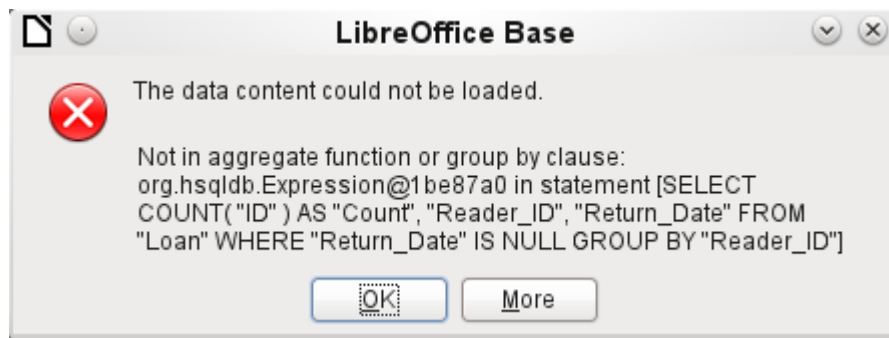 LibreOffice Base
The data content could not be loaded.
Not in aggregate function or group by clause:
org.hsqldb.Expression@1be87a0 in statement [SELECT
COUNT( "ID" ) AS "Count", "Reader_ID", "Return_Date" FROM
"Loan" WHERE "Return_Date" IS NULL GROUP BY "Reader_ID"]
OK More